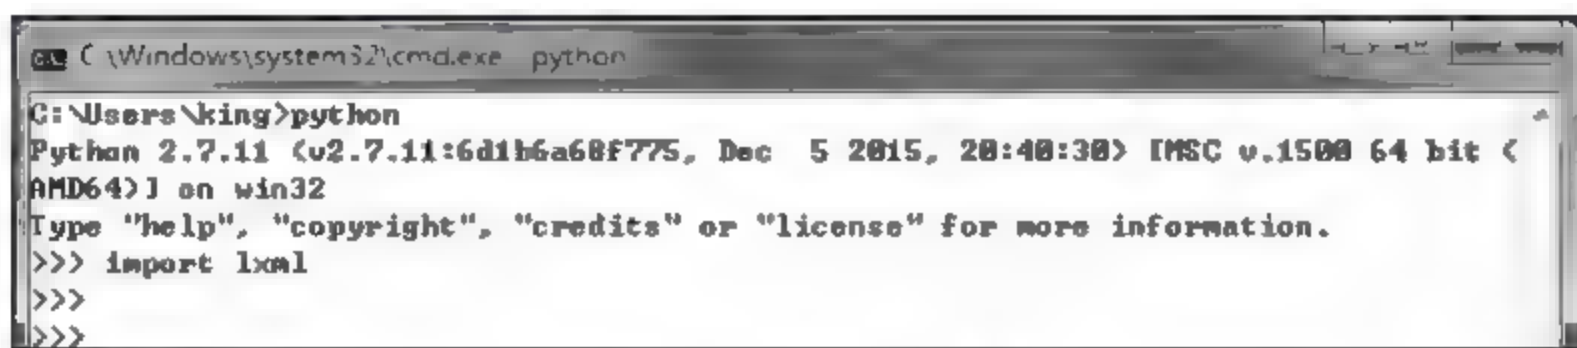 C:\Windows\system32\cmd.exe python
C:\Users\king>python
Python 2.7.11 (v2.7.11:6d1b6a68f775, Dec  5 2015, 20:40:30) [MSC v.1500 64 bit (
AMD64)] on win32
Type "help", "copyright", "credits" or "license" for more information.
>>> import lxml
>>>
>>>